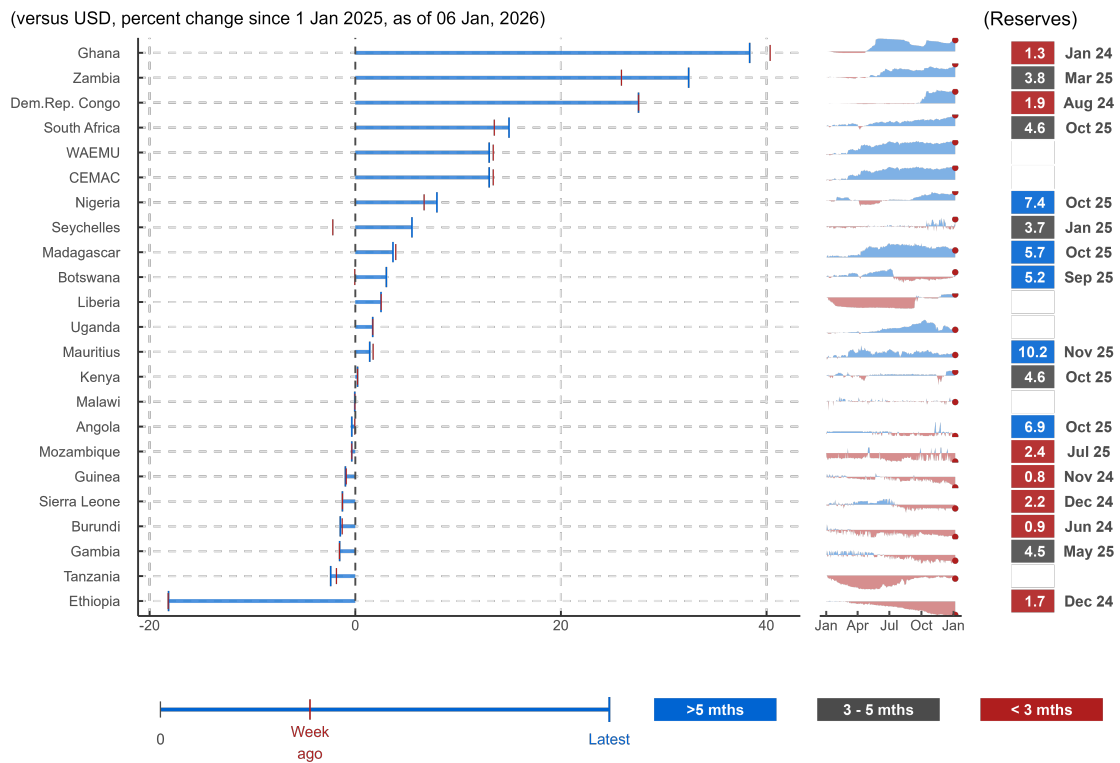 (versus USD, percent change since 1 Jan 2025, as of 06 Jan, 2026) (Reserves)
Ghana 1.3 Jan 24
Zambia 3.8 Mar 25
Dem.Rep. Congo 1.9 Aug 24
South Africa 4.6 Oct 25
WAEMU
CEMAC
Nigeria 7.4 Oct 25
Seychelles 3.7 Jan 25
Madagascar 5.7 Oct 25
Botswana 5.2 Sep 25
Liberia
Uganda
Mauritius 10.2 Nov 25
Kenya 4.6 Oct 25
Malawi
Angola 6.9 Oct 25
Mozambique 2.4 Jul 25
Guinea 0.8 Nov 24
Sierra Leone 2.2 Dec 24
Burundi 0.9 Jun 24
Gambia 4.5 May 25
Tanzania
Ethiopia 1.7 Dec 24
-20 0 20 40 Jan Apr Jul Oct Jan
>5 mths 3 - 5 mths < 3 mths
0 Week ago Latest